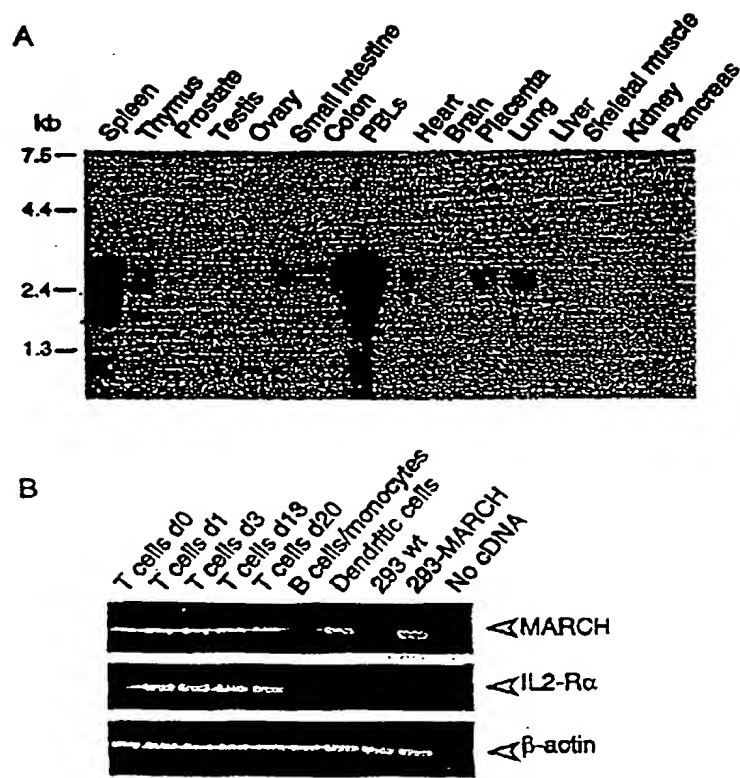 A
Spleen
Thymus
Prostate
Testis
Ovary
Small Intestine
Colon
PBLs
Heart
Brain
Placenta
Lung
Liver
Skeletal muscle
Kidney
Pancreas
kb
7.5
4.4
2.4
1.3
B
T cells d0
T cells d1
T cells d3
T cells d13
T cells d20
B cells/monocytes
Dendritic cells
293 wt
293-MARCH
No cDNA
MARCH
IL2-Rα
β-actin